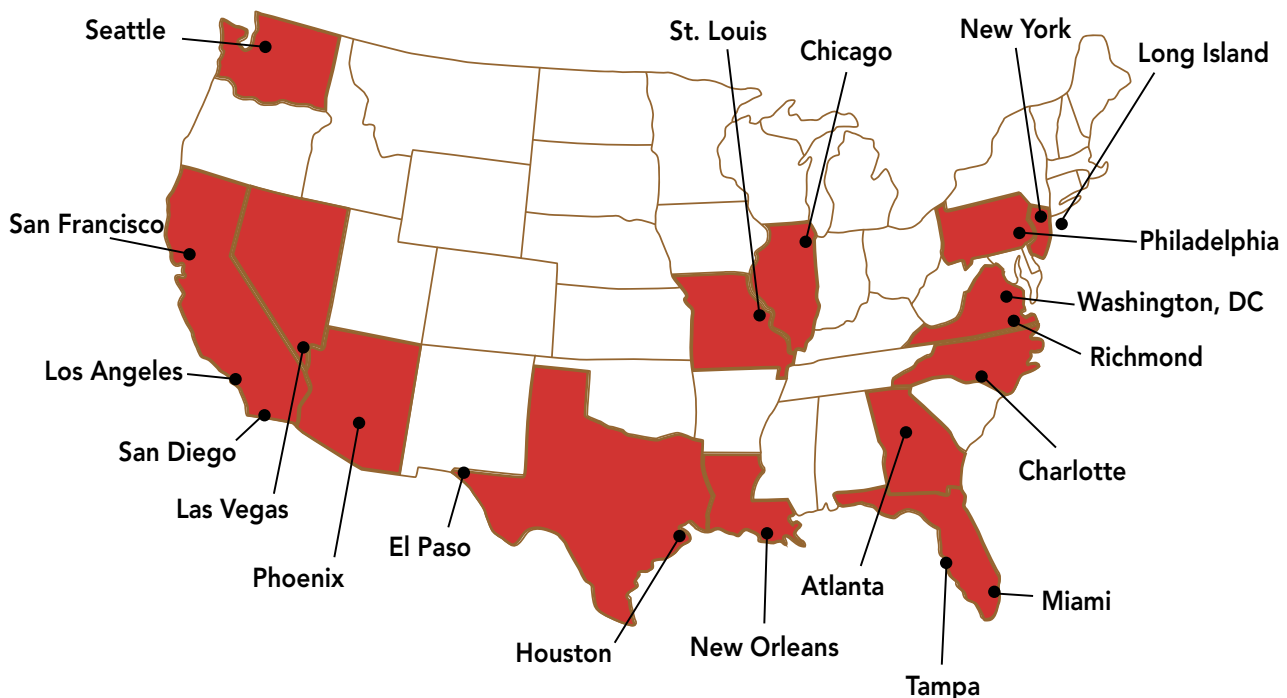 Seattle
St. Louis
New York
Chicago
Long Island
San Francisco
Philadelphia
Washington, DC
Richmond
Los Angeles
San Diego
Charlotte
Las Vegas
El Paso
Phoenix
Atlanta
Miami
Houston
New Orleans
Tampa